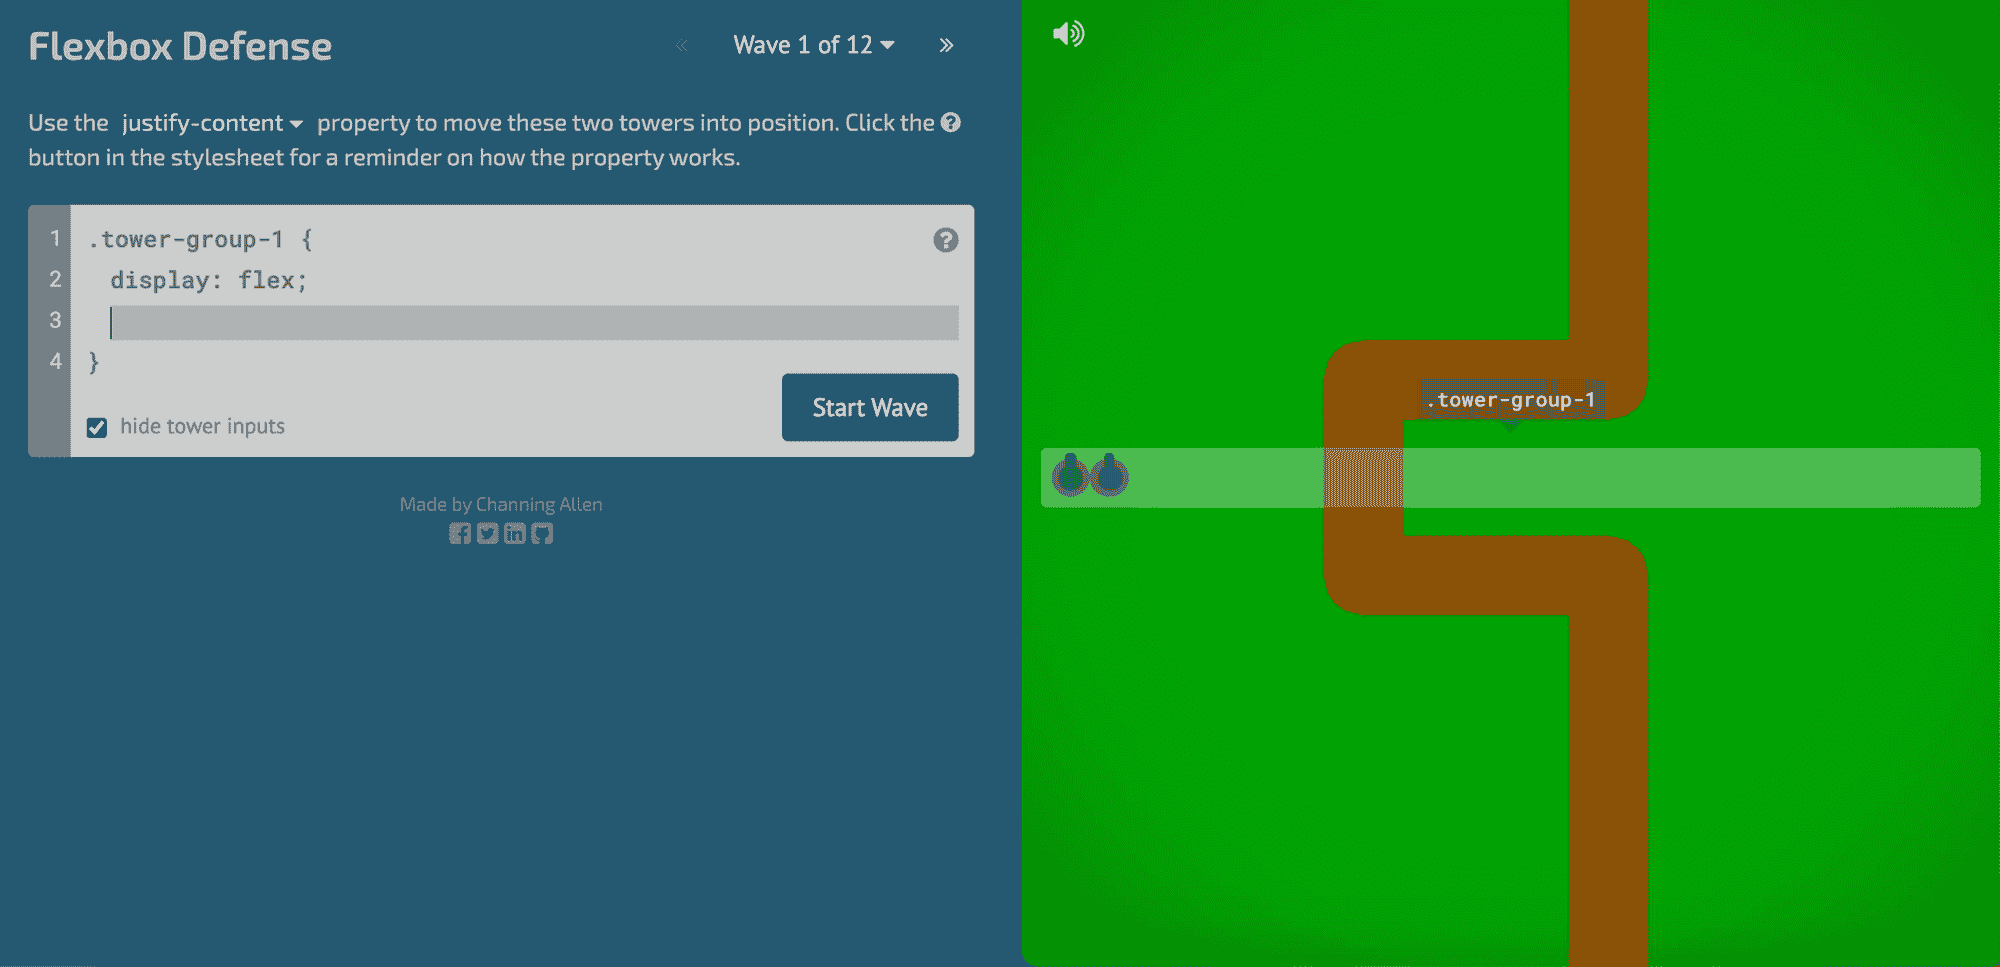 Flexbox Defense
« Wave 1 of 12 »
Use the justify-content property to move these two towers into position. Click the ?
button in the stylesheet for a reminder on how the property works.
1 .tower-group-1 { ?
2 display: flex;
3
4 }
hide tower inputs
Start Wave
Made by Channing Allen
.tower-group-1